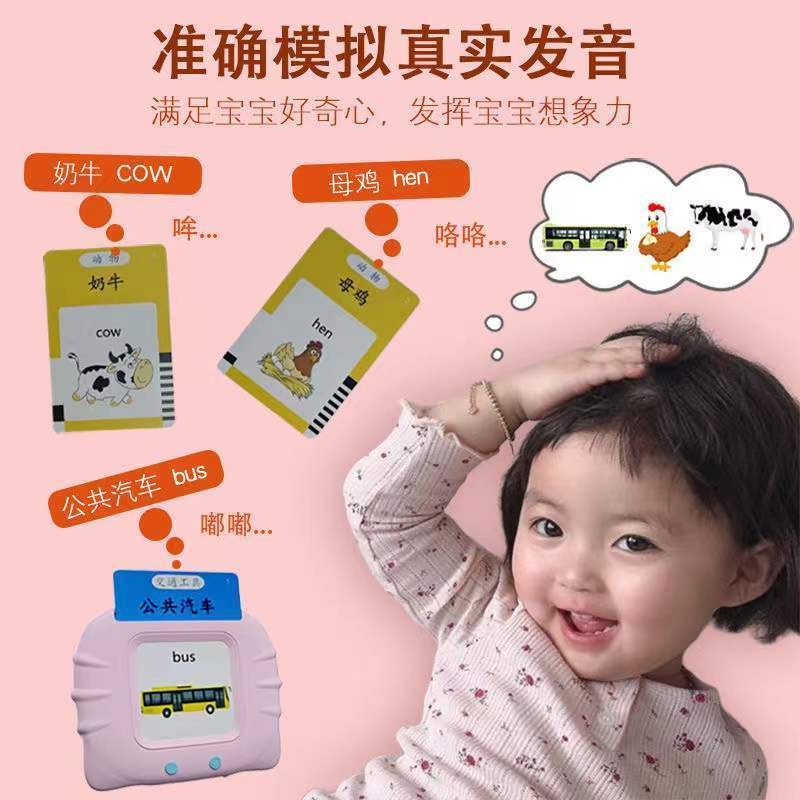 准确模拟真实发音
满足宝宝好奇心，发挥宝宝想象力
奶牛 COW
哞...
母鸡 hen
咯咯...
动物
奶牛
COW
动物
母鸡
hen
公共汽车 bus
嘟嘟...
交通工具
公共汽车
bus